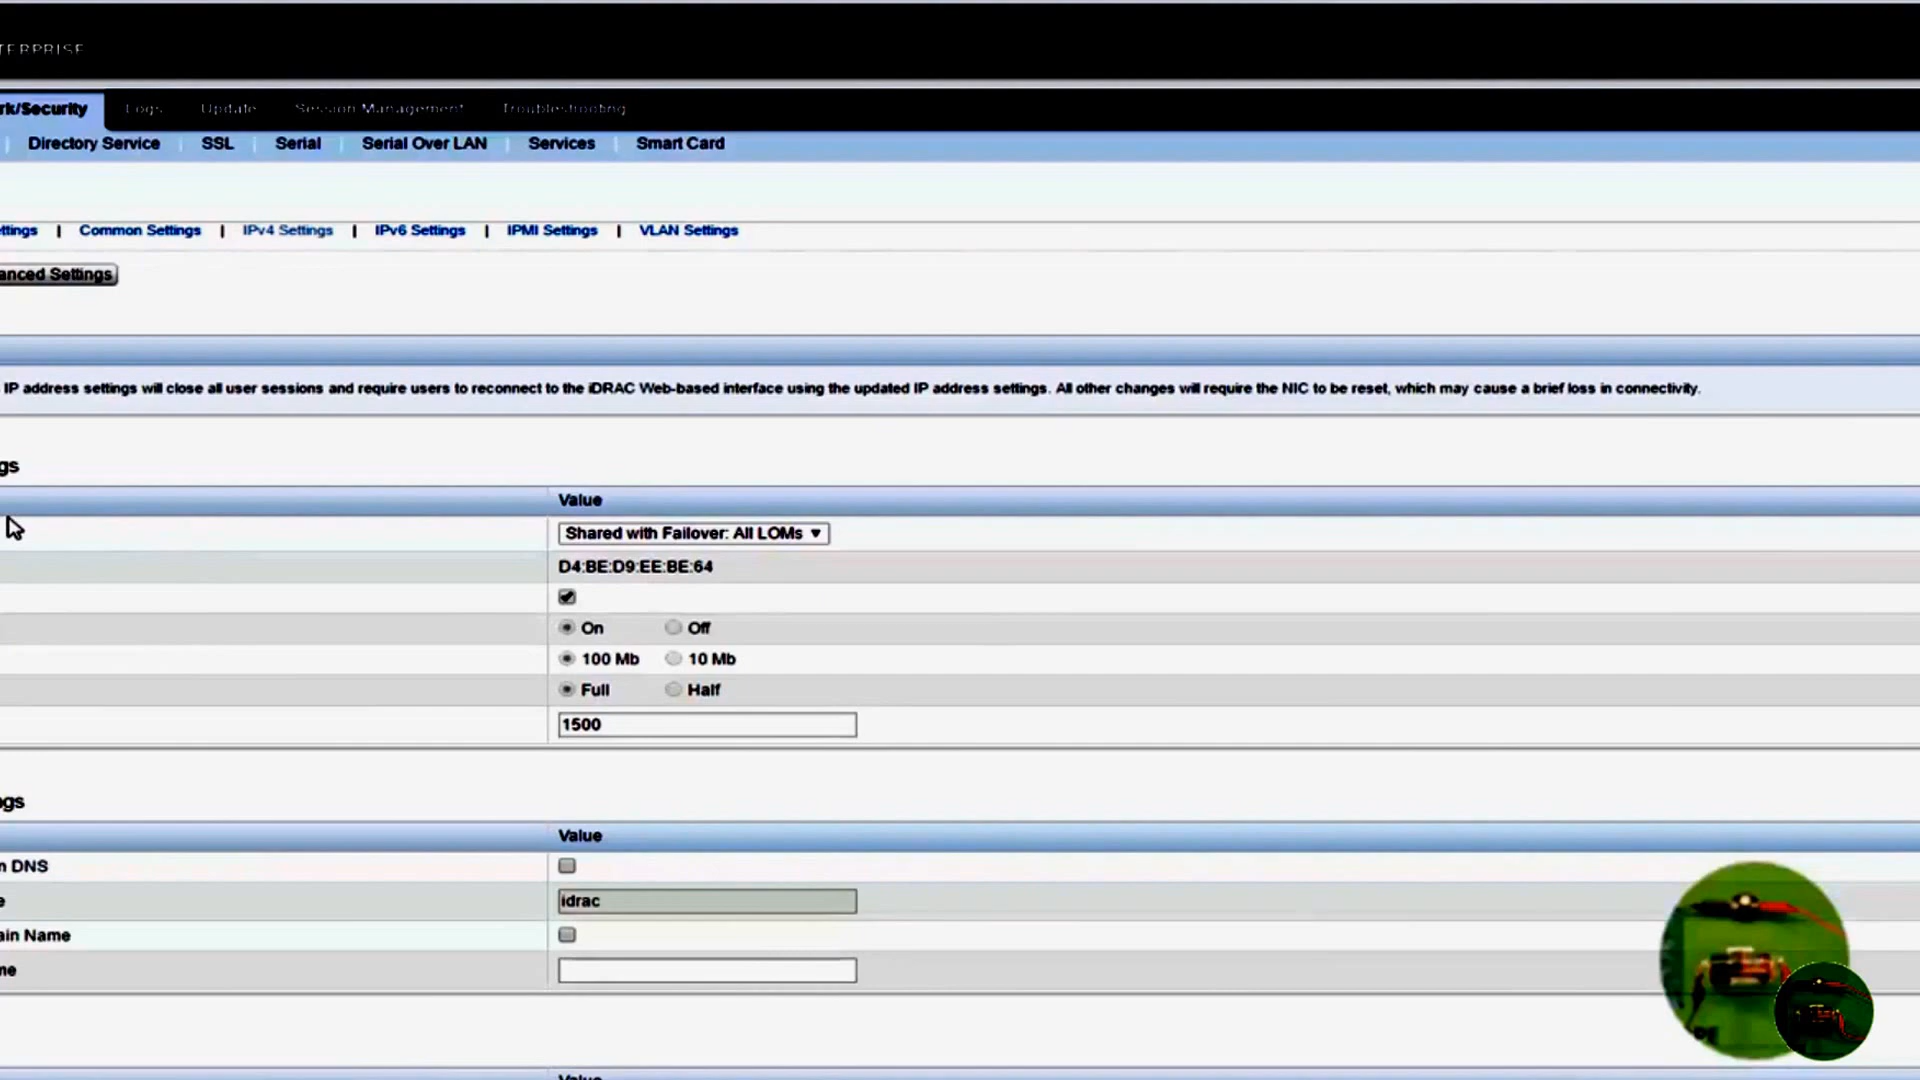 TERPRISE
rk/Security Logs Update Session Management Troubleshooting
Directory Service SSL Serial Serial Over LAN Services Smart Card
ttings | Common Settings | IPv4 Settings | IPv6 Settings | IPMI Settings | VLAN Settings
anced Settings
IP address settings will close all user sessions and require users to reconnect to the iDRAC Web-based interface using the updated IP address settings. All other changes will require the NIC to be reset, which may cause a brief loss in connectivity.
gs
Value
Shared with Failover: All LOMs
D4:BE:D9:EE:BE:64
On Off
100 Mb 10 Mb
Full Half
1500
ngs
Value
n DNS
e idrac
ain Name
me
Value